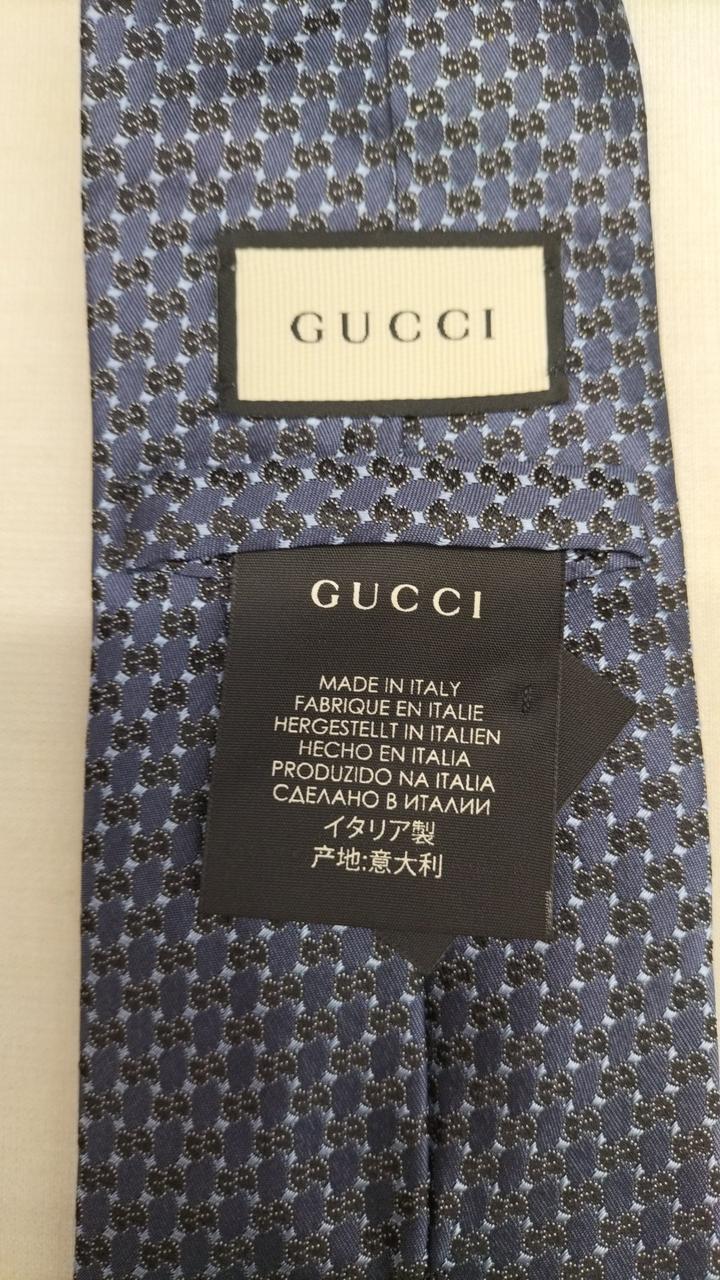 GUCCI
GUCCI
MADE IN ITALY
FABRIQUE EN ITALIE
HERGESTELLT IN ITALIEN
HECHO EN ITALIA
PRODUZIDO NA ITALIA
СДЕЛАНО В ИТАЛИИ
イタリア製
产地:意大利